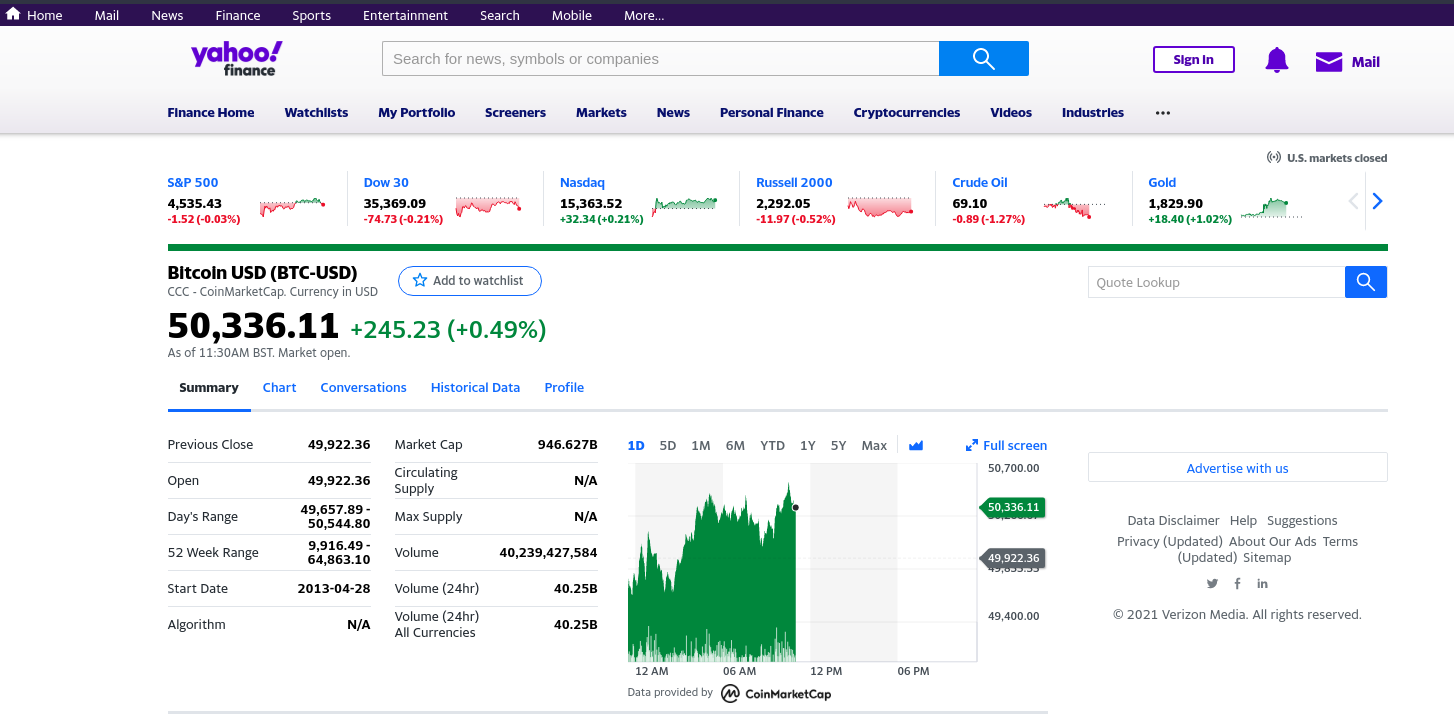 Home Mail News Finance Sports Entertainment Search Mobile More...
yahoo!
finance
Search for news, symbols or companies
Sign In
Mail
Finance Home Watchlists My Portfolio Screeners Markets News Personal Finance Cryptocurrencies Videos Industries ...
U.S. markets closed
S&P 500
4,535.43
-1.52 (-0.03%)
Dow 30
35,369.09
-74.73 (-0.21%)
Nasdaq
15,363.52
+32.34 (+0.21%)
Russell 2000
2,292.05
-11.97 (-0.52%)
Crude Oil
69.10
-0.89 (-1.27%)
Gold
1,829.90
+18.40 (+1.02%)
Bitcoin USD (BTC-USD)
CCC - CoinMarketCap. Currency in USD
Add to watchlist
Quote Lookup
50,336.11 +245.23 (+0.49%)
As of 11:30AM BST. Market open.
Summary Chart Conversations Historical Data Profile
Previous Close 49,922.36
Open 49,922.36
Day's Range 49,657.89 -
50,544.80
52 Week Range 9,916.49 -
64,863.10
Start Date 2013-04-28
Algorithm N/A
Market Cap 946.627B
Circulating
Supply N/A
Max Supply N/A
Volume 40,239,427,584
Volume (24hr) 40.25B
Volume (24hr)
All Currencies 40.25B
1D 5D 1M 6M YTD 1Y 5Y Max Full screen
50,700.00
50,336.11
49,922.36
49,400.00
12 AM 06 AM 12 PM 06 PM
Data provided by CoinMarketCap
Advertise with us
Data Disclaimer Help Suggestions
Privacy (Updated) About Our Ads Terms
(Updated) Sitemap
© 2021 Verizon Media. All rights reserved.